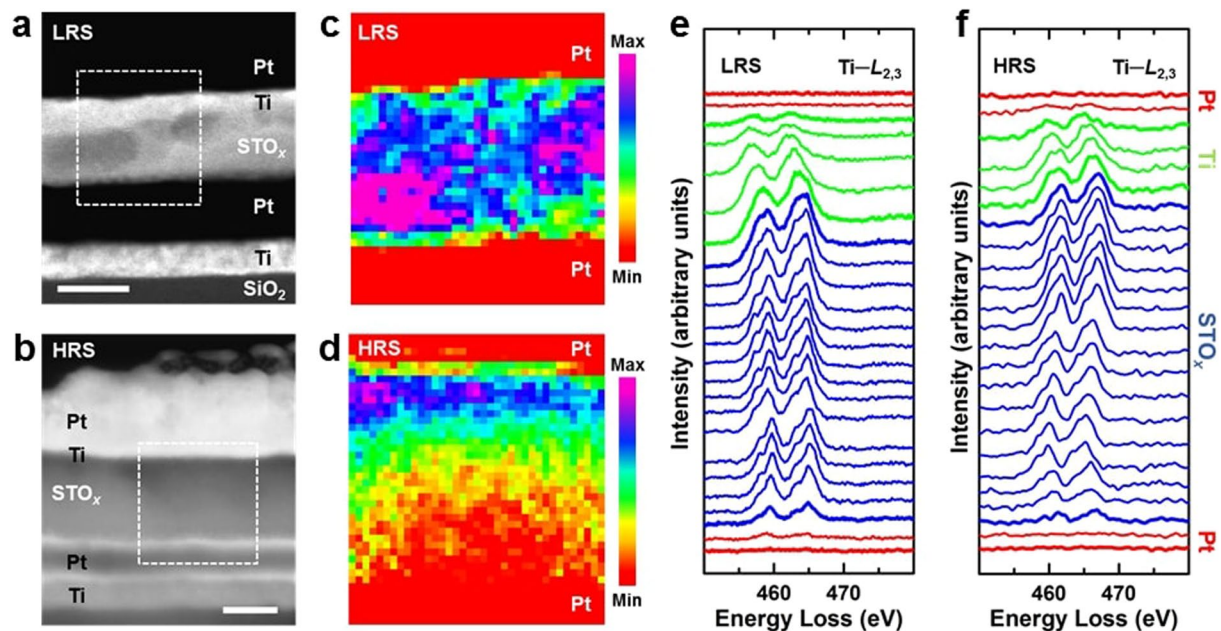 a
LRS
Pt
Ti
STOx
Pt
Ti
SiO2
b
HRS
Pt
Ti
STOx
Pt
Ti
c
LRS
Pt
Pt
Max
Min
d
HRS
Pt
Pt
Max
Min
e
LRS
Ti–L2,3
Intensity (arbitrary units)
460
470
Energy Loss (eV)
f
HRS
Ti–L2,3
Intensity (arbitrary units)
460
470
Energy Loss (eV)
Pt
Ti
STOx
Pt